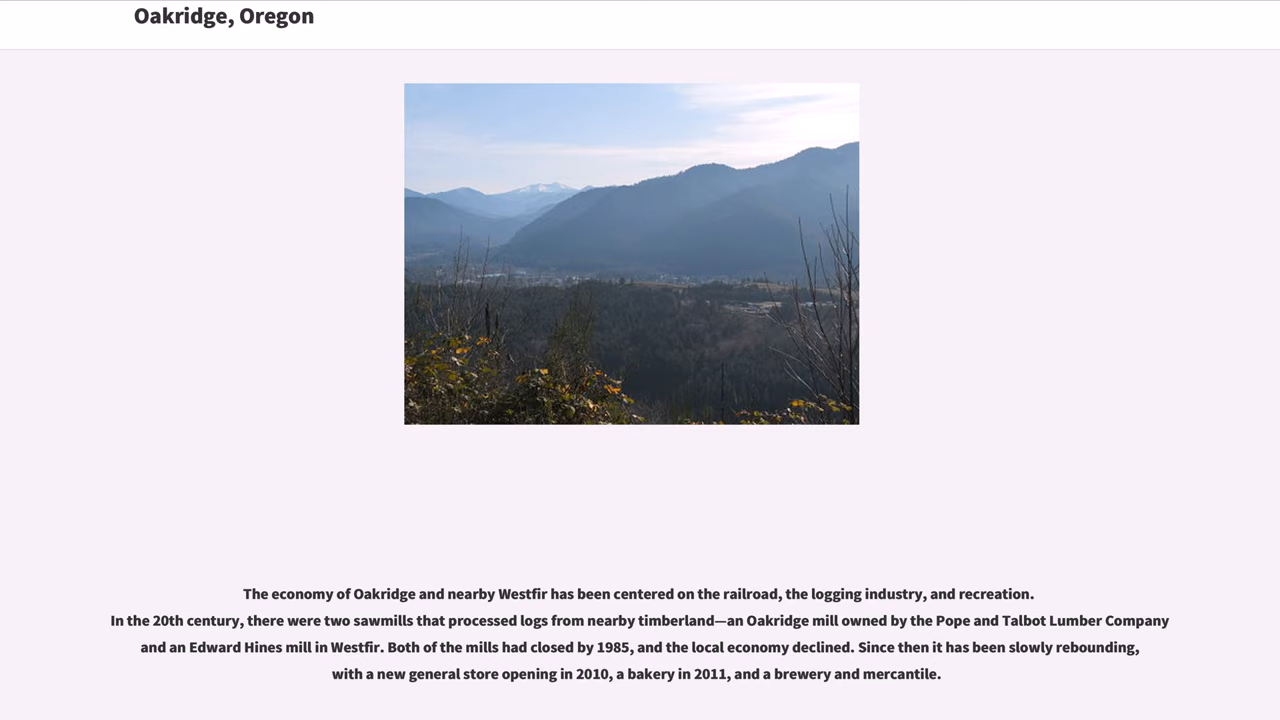 Oakridge, Oregon
The economy of Oakridge and nearby Westfir has been centered on the railroad, the logging industry, and recreation.
In the 20th century, there were two sawmills that processed logs from nearby timberland—an Oakridge mill owned by the Pope and Talbot Lumber Company
and an Edward Hines mill in Westfir. Both of the mills had closed by 1985, and the local economy declined. Since then it has been slowly rebounding,
with a new general store opening in 2010, a bakery in 2011, and a brewery and mercantile.